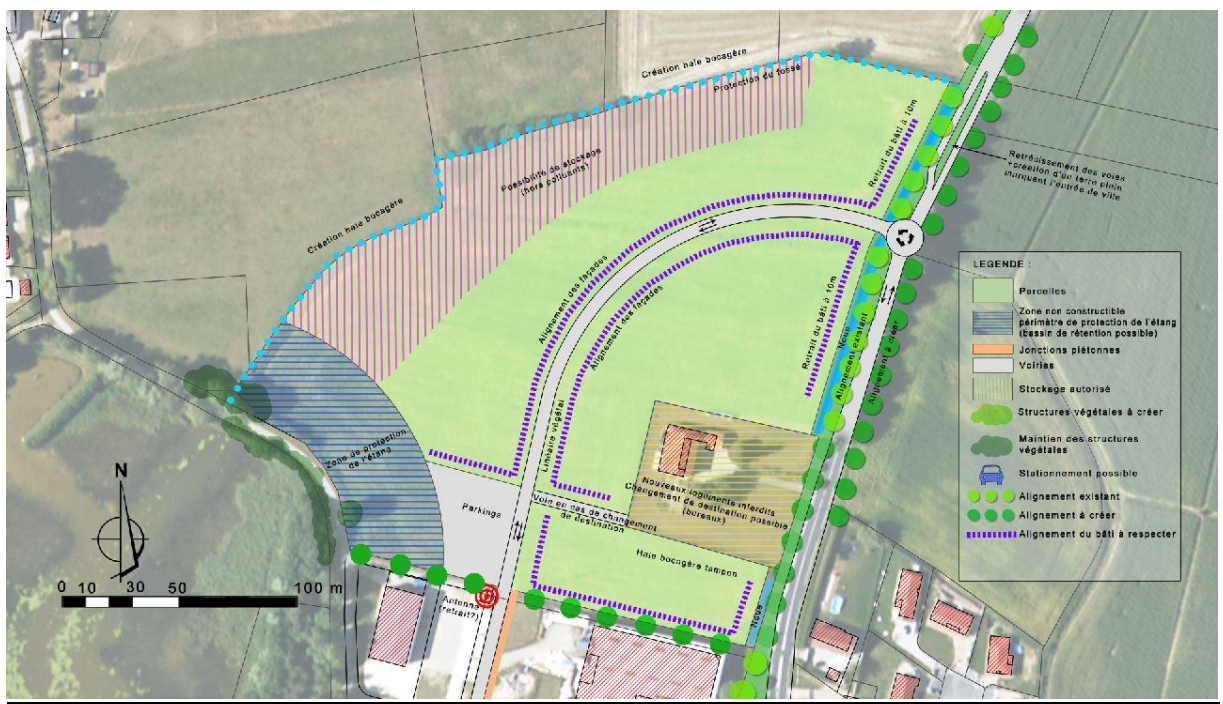 Création haie bocagère
Protection du fossé
Possibilité de stockage
(hors polluants)
Création haie bocagère
Retrait du bâti à 10m
Retrécissement des voies
+création d'un terre plein
marquant l'entrée de ville
Alignement des façades
Alignement des façades
Retrait du bâti à 10m
Noue
Alignement existant
Alignement à créer
Linéaire végétal
Zone de protection
de l'étang
Parkings
Voie en cas de changement
de destination
Nouveaux logements interdits
Changement de destination possible
(bureaux)
Haie bocagère tampon
Noue
Antenne
(retrait?)
N
0 10 30 50 100 m
LEGENDE :
Parcelles
Zone non constructible
périmètre de protection de l'étang
(bassin de rétention possible)
Jonctions piétonnes
Voiries
Stockage autorisé
Structures végétales à créer
Maintien des structures
végétales
Stationnement possible
Alignement existant
Alignement à créer
Alignement du bâti à respecter